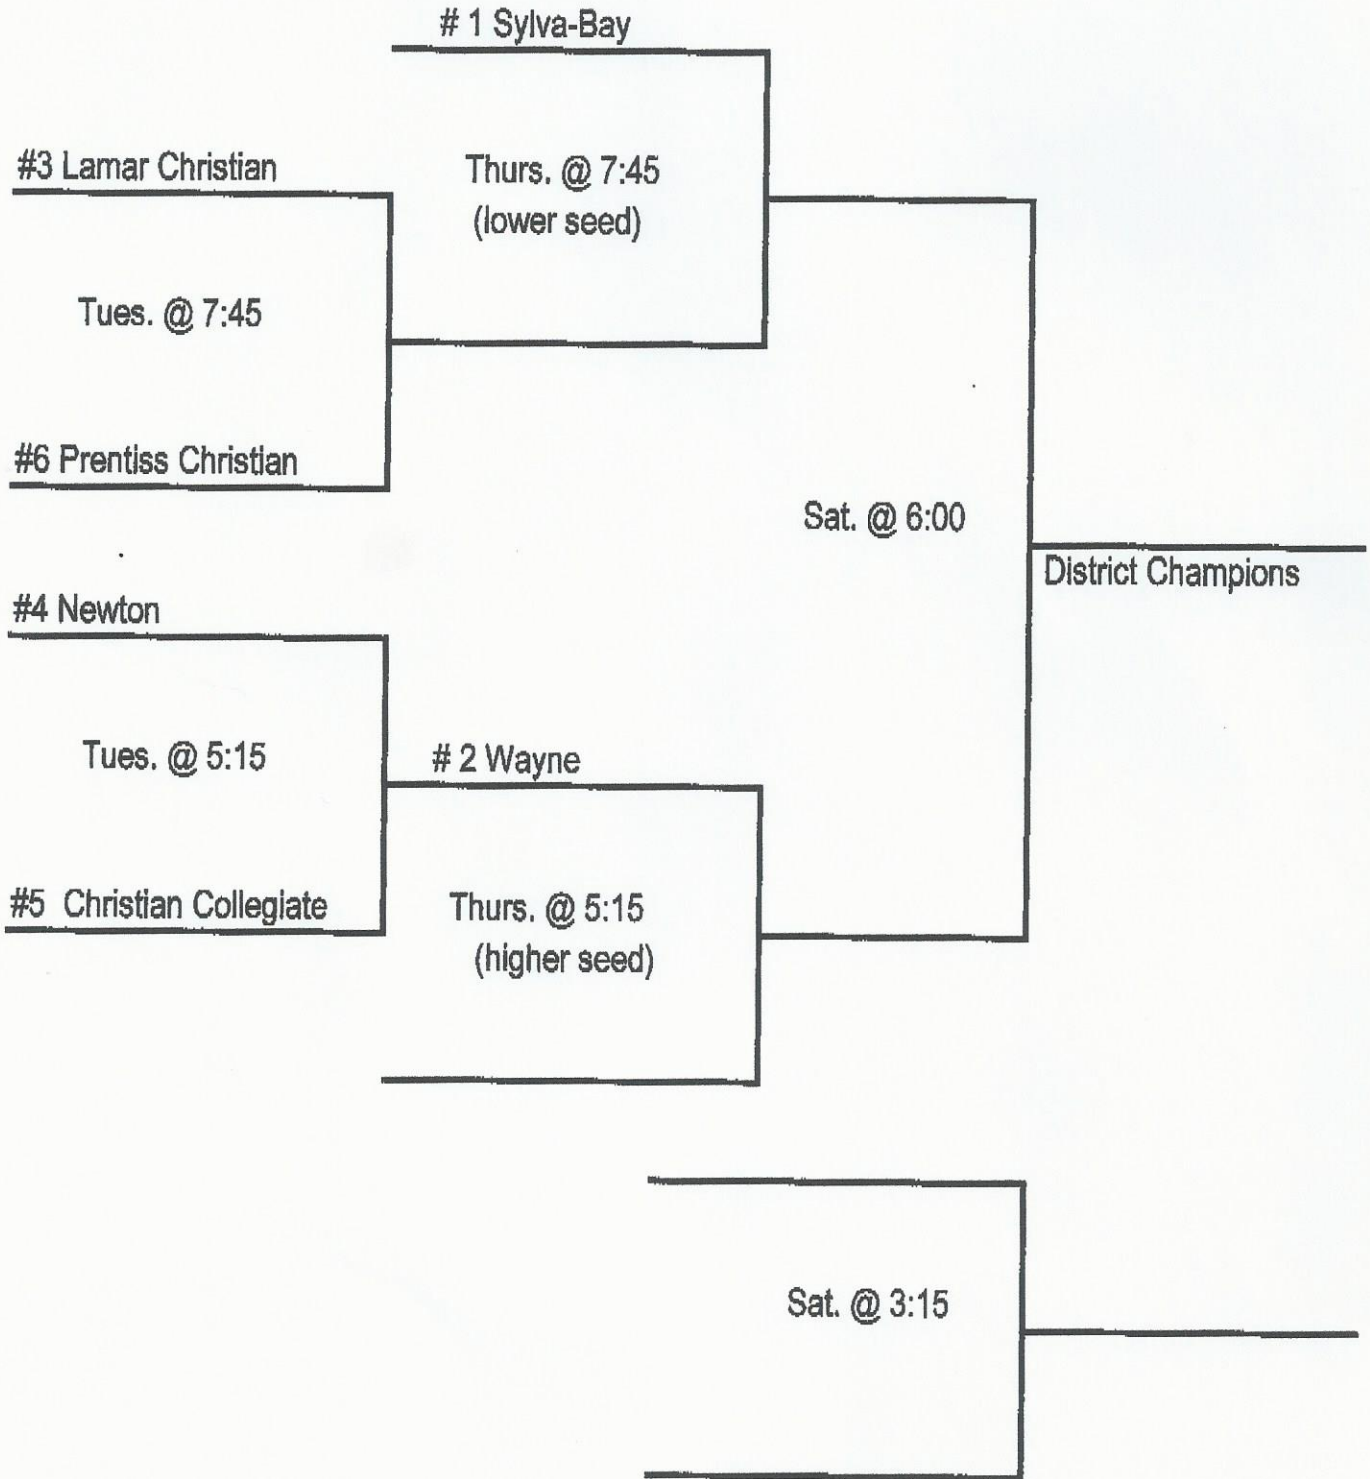 # 1 Sylva-Bay
#3 Lamar Christian
Thurs. @ 7:45
(lower seed)
Tues. @ 7:45
#6 Prentiss Christian
Sat. @ 6:00
District Champions
#4 Newton
Tues. @ 5:15
# 2 Wayne
#5 Christian Collegiate
Thurs. @ 5:15
(higher seed)
Sat. @ 3:15